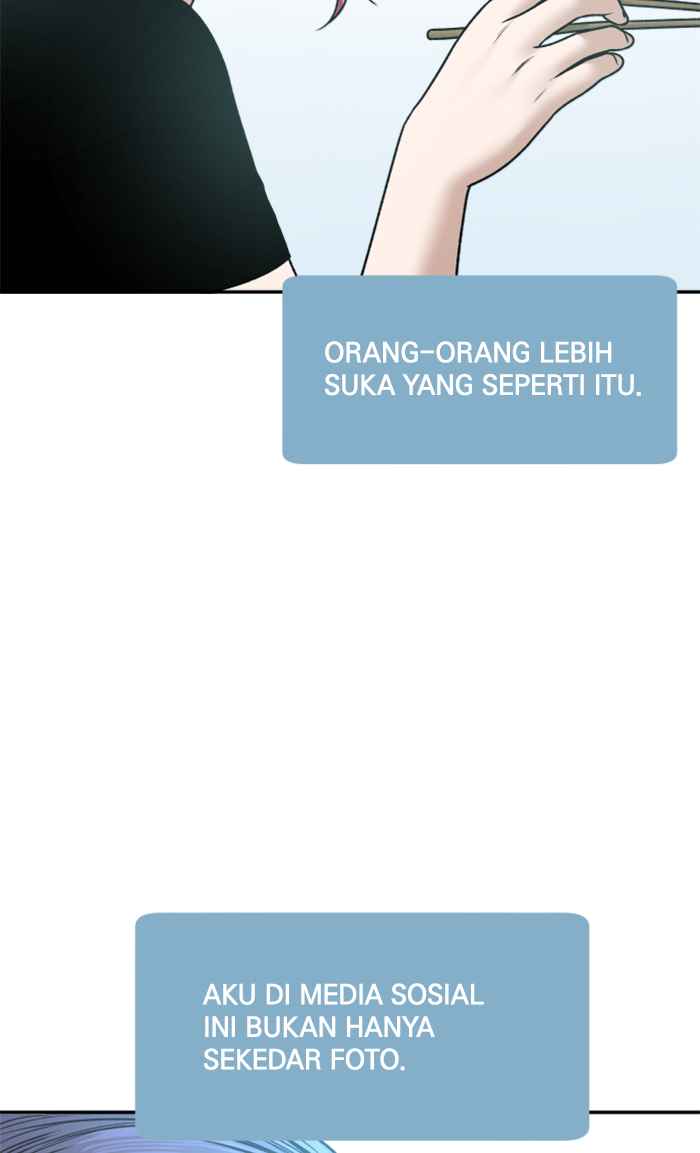 ORANG-ORANG LEBIH
SUKA YANG SEPERTI ITU.
AKU DI MEDIA SOSIAL
INI BUKAN HANYA
SEKEDAR FOTO.